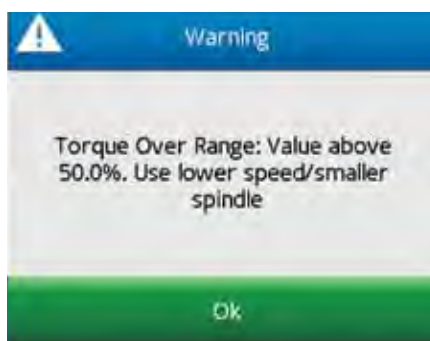 Warning
Torque Over Range: Value above
50.0%. Use lower speed/smaller
spindle
Ok